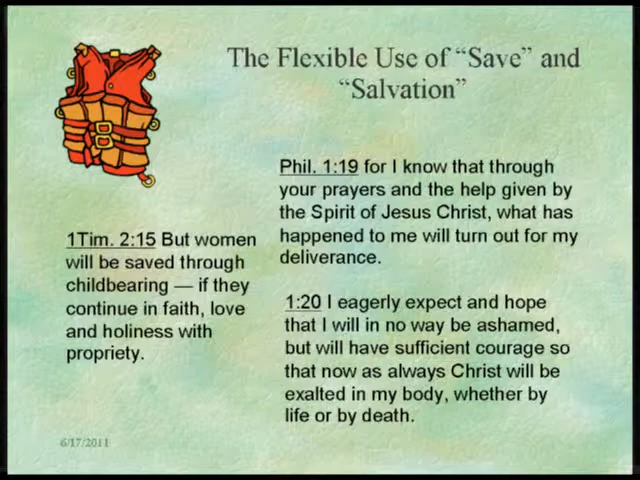 The Flexible Use of “Save” and
“Salvation”
Phil. 1:19 for I know that through
your prayers and the help given by
the Spirit of Jesus Christ, what has
happened to me will turn out for my
deliverance.
1Tim. 2:15 But women
will be saved through
childbearing — if they
continue in faith, love
and holiness with
propriety.
1:20 I eagerly expect and hope
that I will in no way be ashamed,
but will have sufficient courage so
that now as always Christ will be
exalted in my body, whether by
life or by death.
6/17/2011